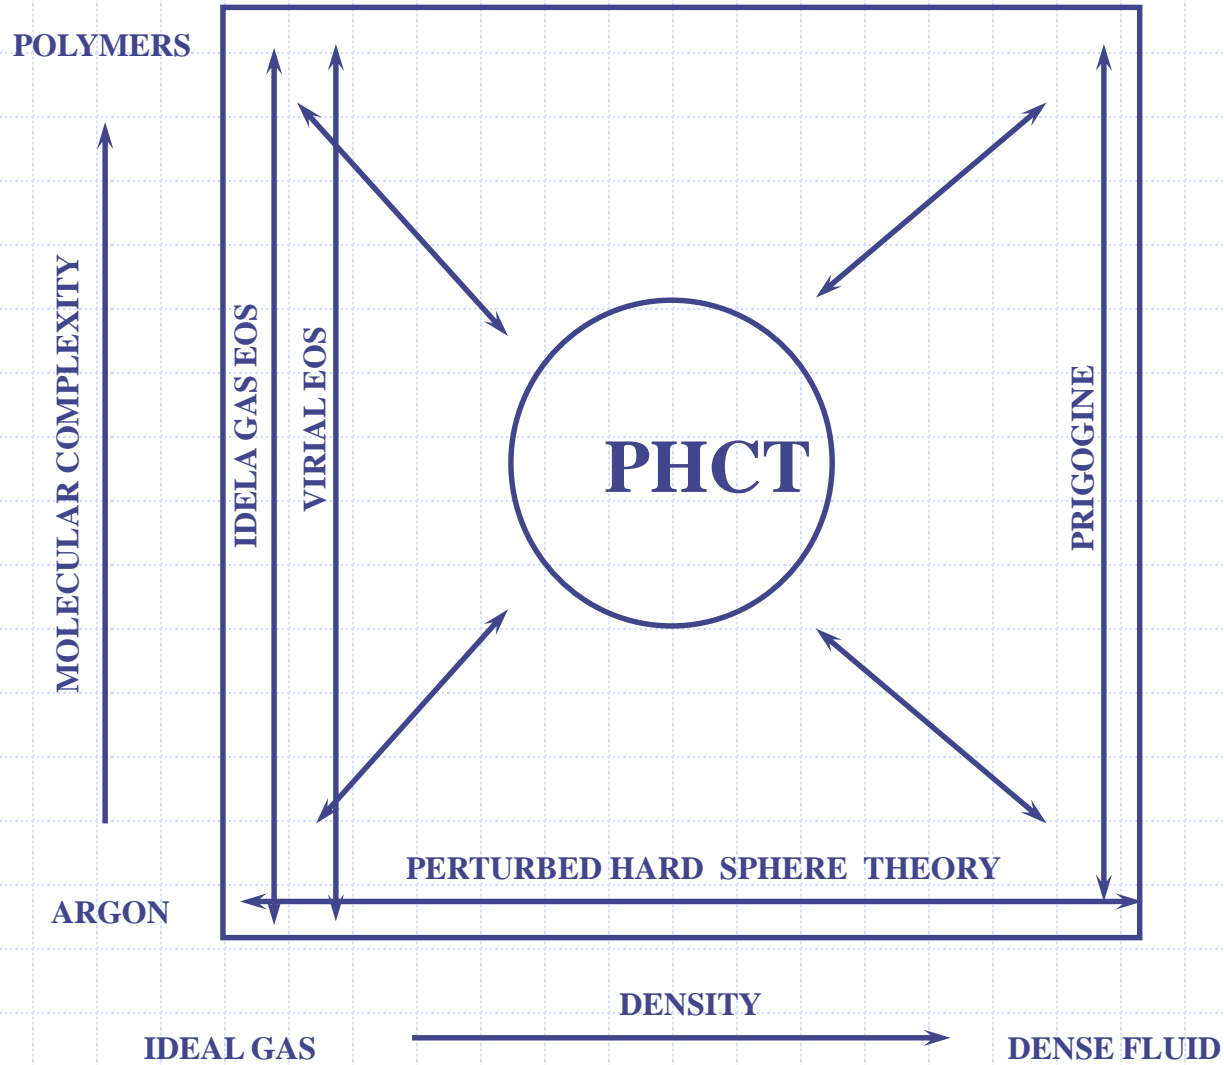 POLYMERS
MOLECULAR COMPLEXITY
IDELA GAS EOS
VIRIAL EOS
PHCT
PRIGOGINE
PERTURBED HARD SPHERE THEORY
ARGON
DENSITY
IDEAL GAS
DENSE FLUID